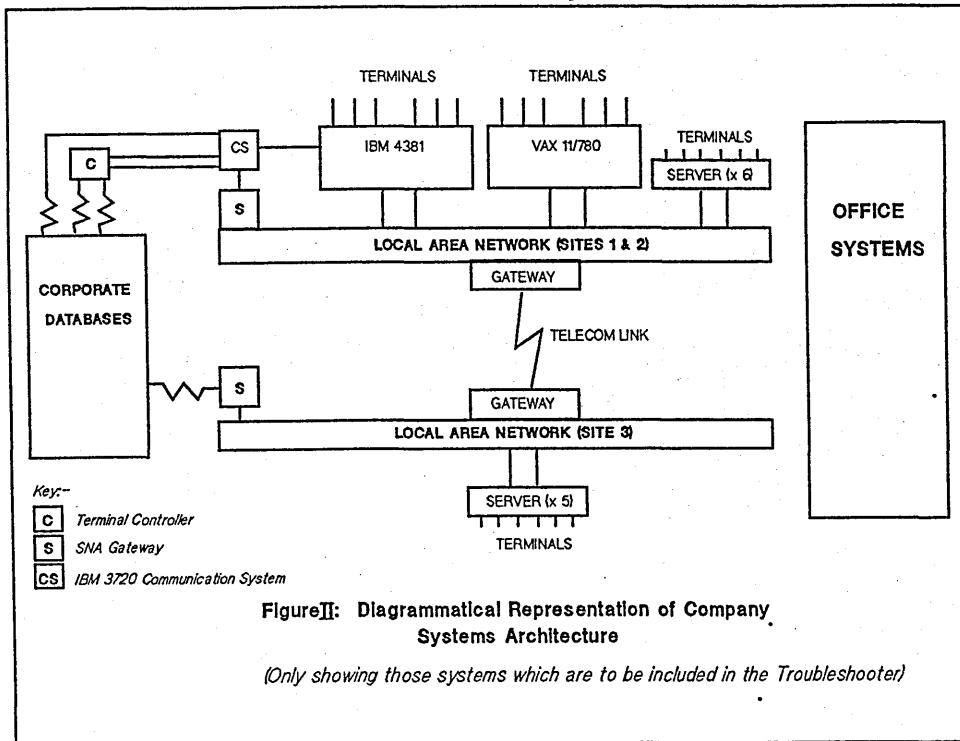 TERMINALS
TERMINALS
TERMINALS
CS
IBM 4381
VAX 11/780
SERVER (x 6)
C
S
OFFICE
SYSTEMS
LOCAL AREA NETWORK (SITES 1 & 2)
GATEWAY
CORPORATE
DATABASES
TELECOM LINK
S
GATEWAY
LOCAL AREA NETWORK (SITE 3)
SERVER (x 5)
TERMINALS
Key:-
C Terminal Controller
S SNA Gateway
CS IBM 3720 Communication System
Figure II: Diagrammatical Representation of Company
Systems Architecture
(Only showing those systems which are to be included in the Troubleshooter)